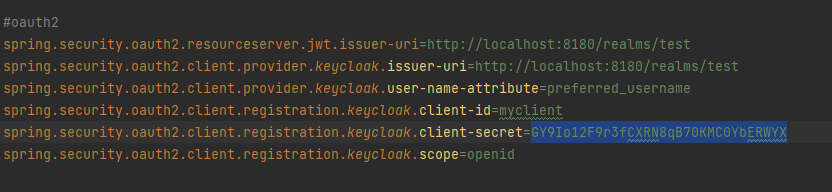 #oauth2
spring.security.oauth2.resourceserver.jwt.issuer-uri=http://localhost:8180/realms/test
spring.security.oauth2.client.provider.keycloak.issuer-uri=http://localhost:8180/realms/test
spring.security.oauth2.client.provider.keycloak.user-name-attribute=preferred_username
spring.security.oauth2.client.registration.keycloak.client-id=myclient
spring.security.oauth2.client.registration.keycloak.client-secret=GY9Io12F9r3fCXRN8qB70KMC0YbERWYX
spring.security.oauth2.client.registration.keycloak.scope=openid